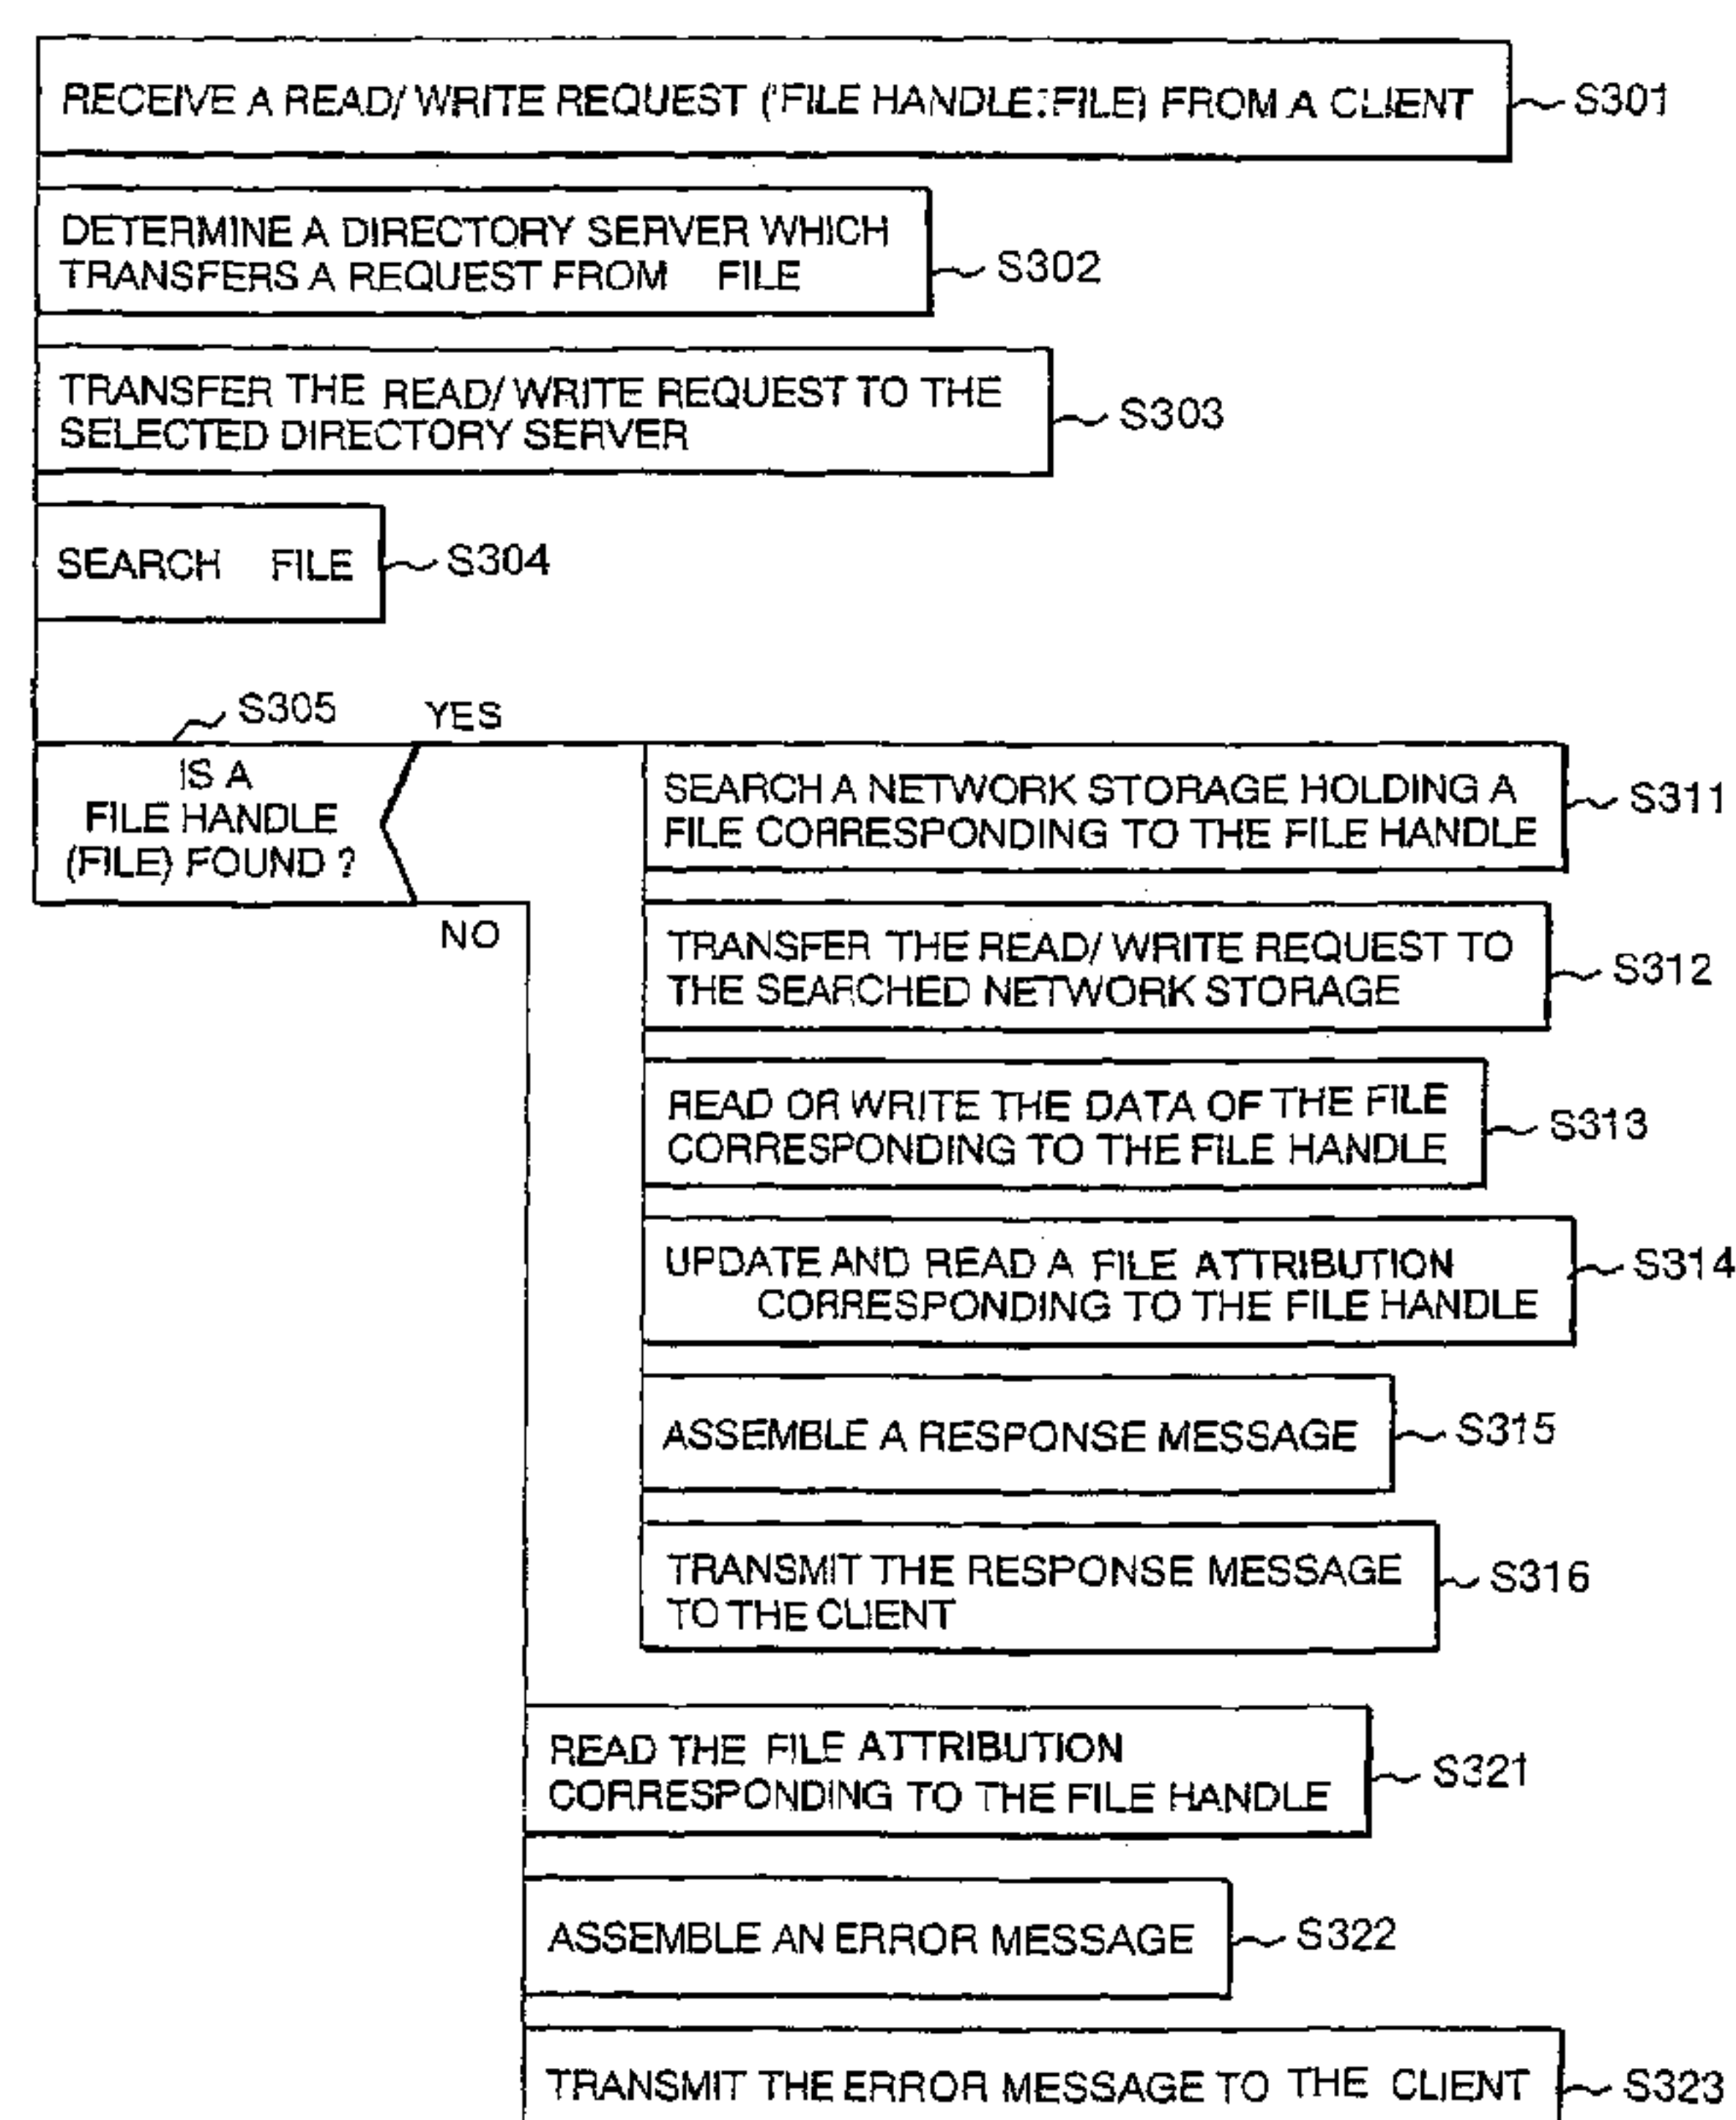 RECEIVE A READ/ WRITE REQUEST ('FILE HANDLE:FILE) FROM A CLIENT
S301
DETERMINE A DIRECTORY SERVER WHICH
TRANSFERS A REQUEST FROM FILE
S302
TRANSFER THE READ/ WRITE REQUEST TO THE
SELECTED DIRECTORY SERVER
S303
SEARCH FILE
S304
S305
YES
IS A
FILE HANDLE
(FILE) FOUND ?
NO
SEARCH A NETWORK STORAGE HOLDING A
FILE CORRESPONDING TO THE FILE HANDLE
S311
TRANSFER THE READ/ WRITE REQUEST TO
THE SEARCHED NETWORK STORAGE
S312
READ OR WRITE THE DATA OF THE FILE
CORRESPONDING TO THE FILE HANDLE
S313
UPDATE AND READ A FILE ATTRIBUTION
CORRESPONDING TO THE FILE HANDLE
S314
ASSEMBLE A RESPONSE MESSAGE
S315
TRANSMIT THE RESPONSE MESSAGE
TO THE CLIENT
S316
READ THE FILE ATTRIBUTION
CORRESPONDING TO THE FILE HANDLE
S321
ASSEMBLE AN ERROR MESSAGE
S322
TRANSMIT THE ERROR MESSAGE TO THE CLIENT
S323